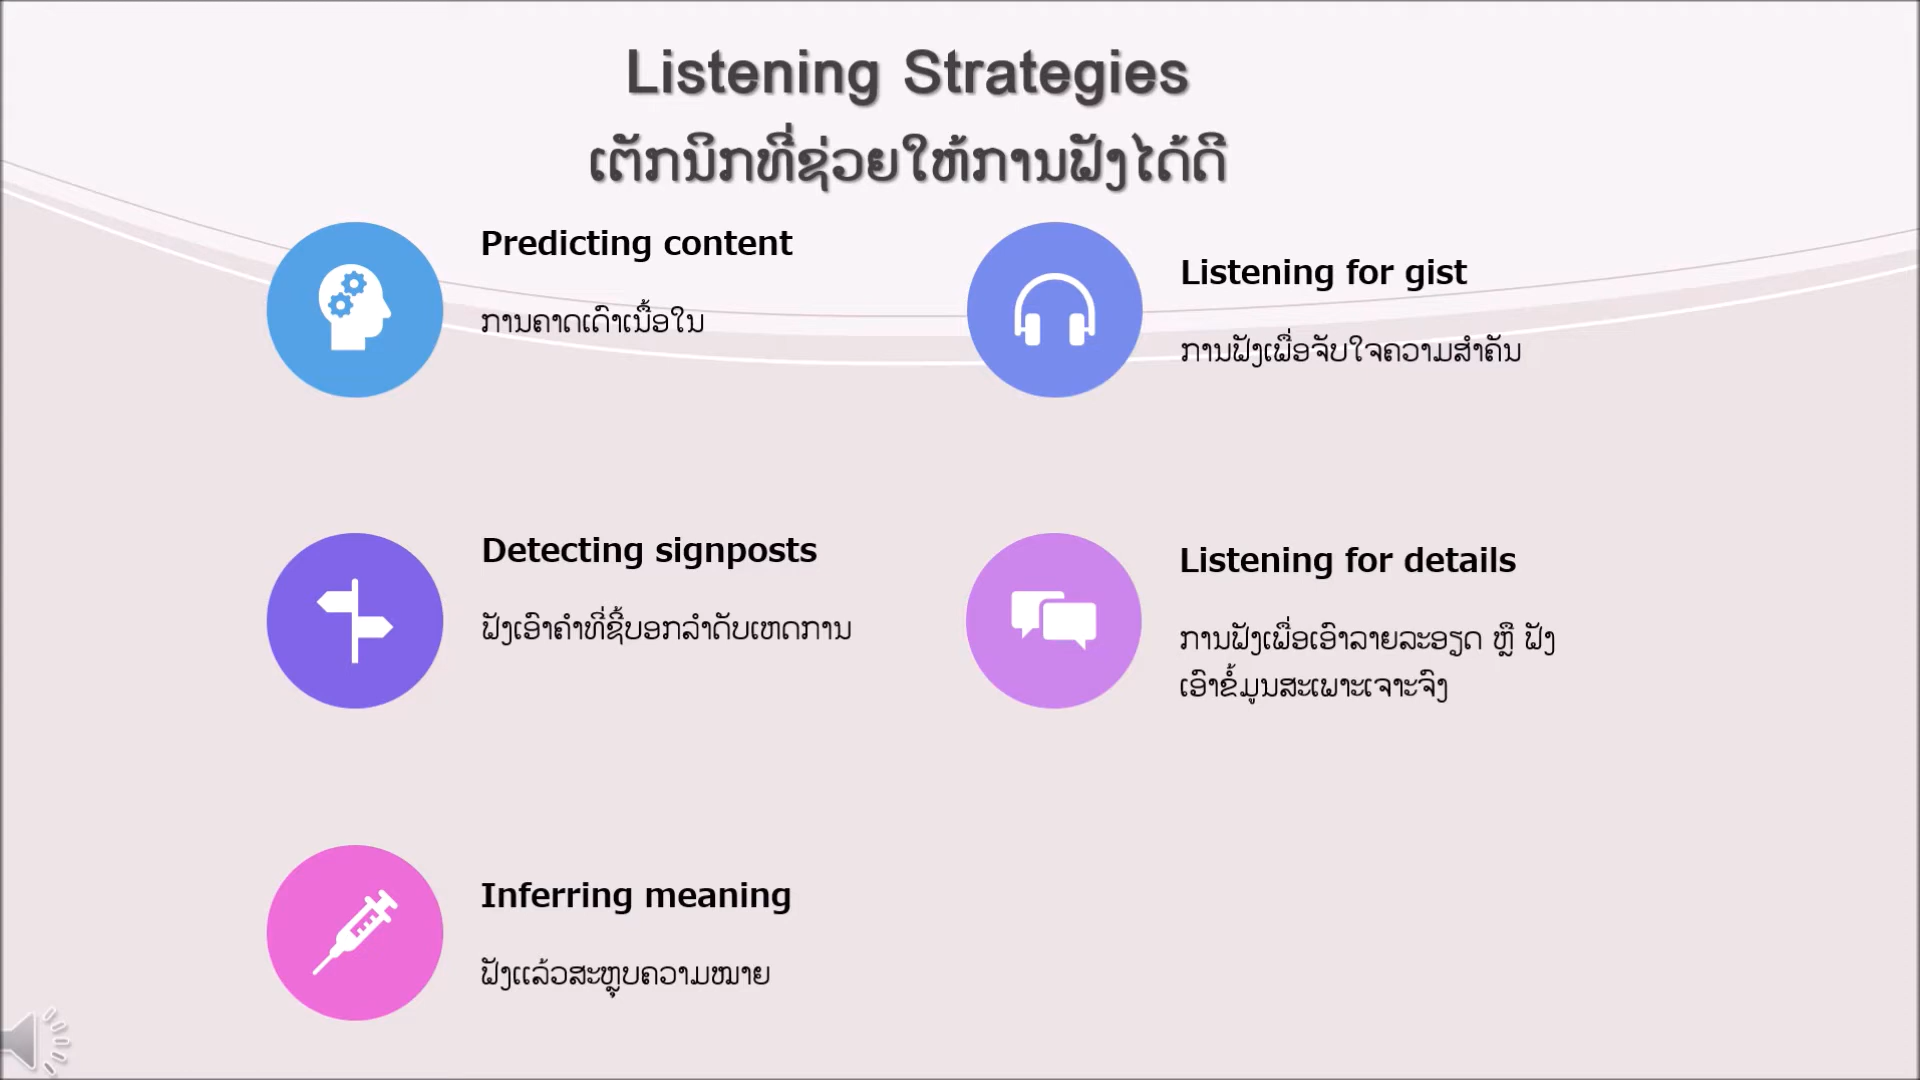 Listening Strategies
ເຕັກນິກທີ່ຊ່ວຍໃຫ້ການຟັງໄດ້ດີ
Predicting content
ການຄາດເດົາເນື້ອໃນ
Listening for gist
ການຟັງເພື່ອຈັບໃຈຄວາມສຳຄັນ
Detecting signposts
ຟັງເອົາຄຳທີ່ຊີ້ບອກລຳດັບເຫດການ
Listening for details
ການຟັງເພື່ອເອົາລາຍລະອຽດ ຫຼື ຟັງ
ເອົາຂໍ້ມູນສະເພາະເຈາະຈົງ
Inferring meaning
ຟັງແລ້ວສະຫຼຸບຄວາມໝາຍ